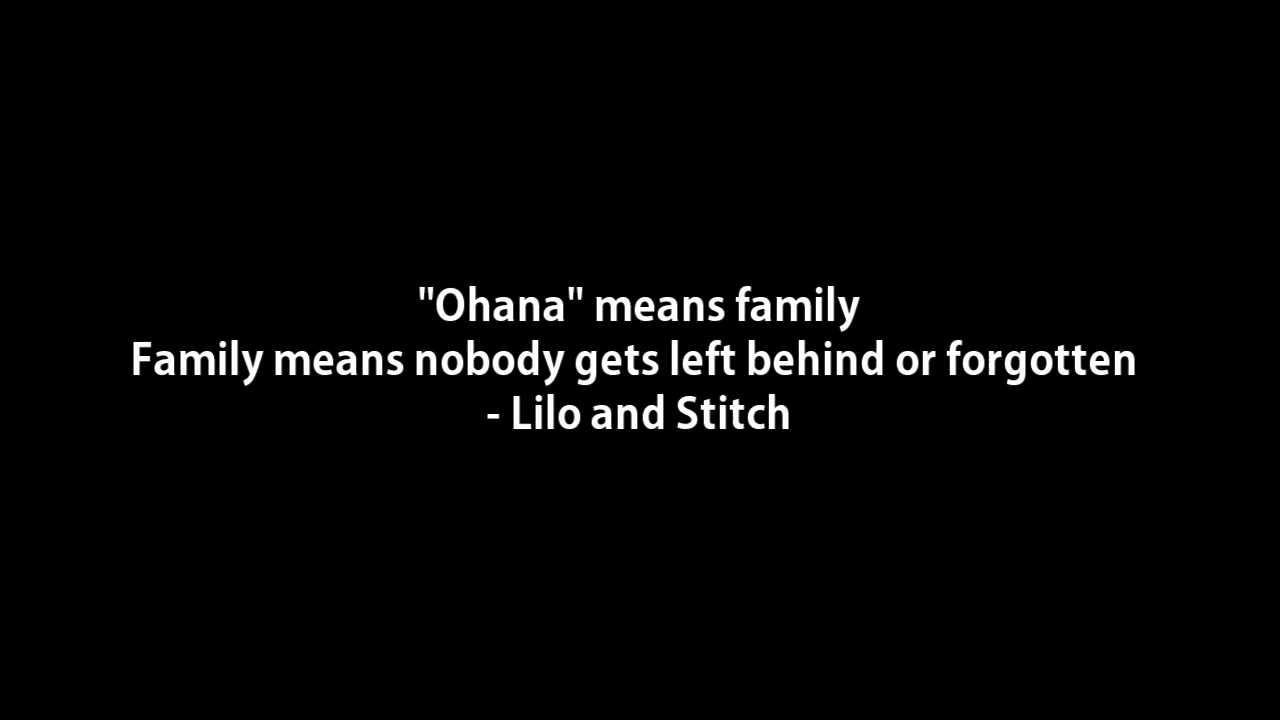 "Ohana" means family
Family means nobody gets left behind or forgotten
- Lilo and Stitch